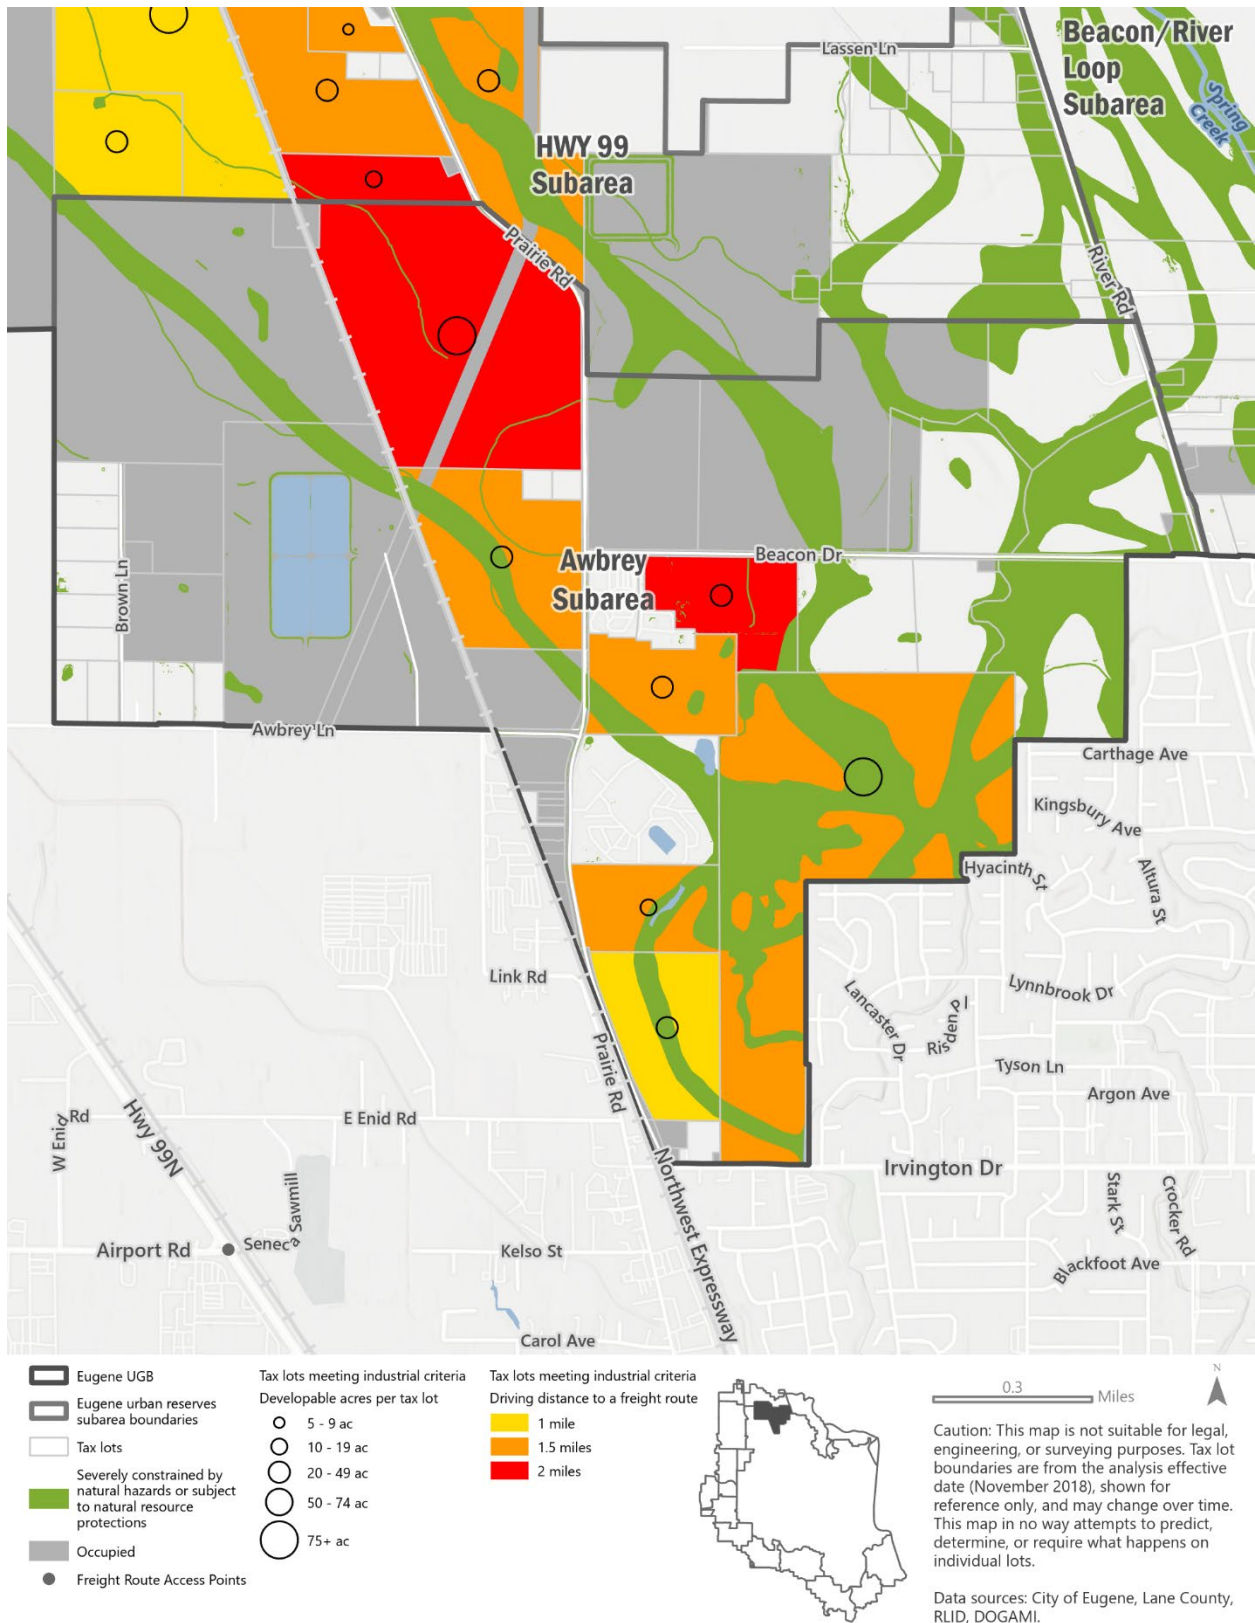 Lassen Ln
Beacon/River
Loop
Subarea
Spring
Creek
HWY 99
Subarea
Prairie Rd
River Rd
Beacon Dr
Awbrey
Subarea
Brown Ln
Awbrey Ln
Carthage Ave
Kingsbury Ave
Hyacinth St
Altura St
Link Rd
Lynnbrook Dr
Lancaster Dr
Risden Pl
Prairie Rd
Tyson Ln
Argon Ave
W Enid Rd
Hwy 99N
E Enid Rd
Northwest Expressway
Irvington Dr
Stark St
Crocker Rd
Airport Rd
Seneca Sawmill
Kelso St
Blackfoot Ave
Carol Ave
Eugene UGB
Eugene urban reserves
subarea boundaries
Tax lots
Severely constrained by
natural hazards or subject
to natural resource
protections
Occupied
Freight Route Access Points
Tax lots meeting industrial criteria
Developable acres per tax lot
5 - 9 ac
10 - 19 ac
20 - 49 ac
50 - 74 ac
75+ ac
Tax lots meeting industrial criteria
Driving distance to a freight route
1 mile
1.5 miles
2 miles
N
0.3
Miles
Caution: This map is not suitable for legal,
engineering, or surveying purposes. Tax lot
boundaries are from the analysis effective
date (November 2018), shown for
reference only, and may change over time.
This map in no way attempts to predict,
determine, or require what happens on
individual lots.
Data sources: City of Eugene, Lane County,
RLID, DOGAMI.